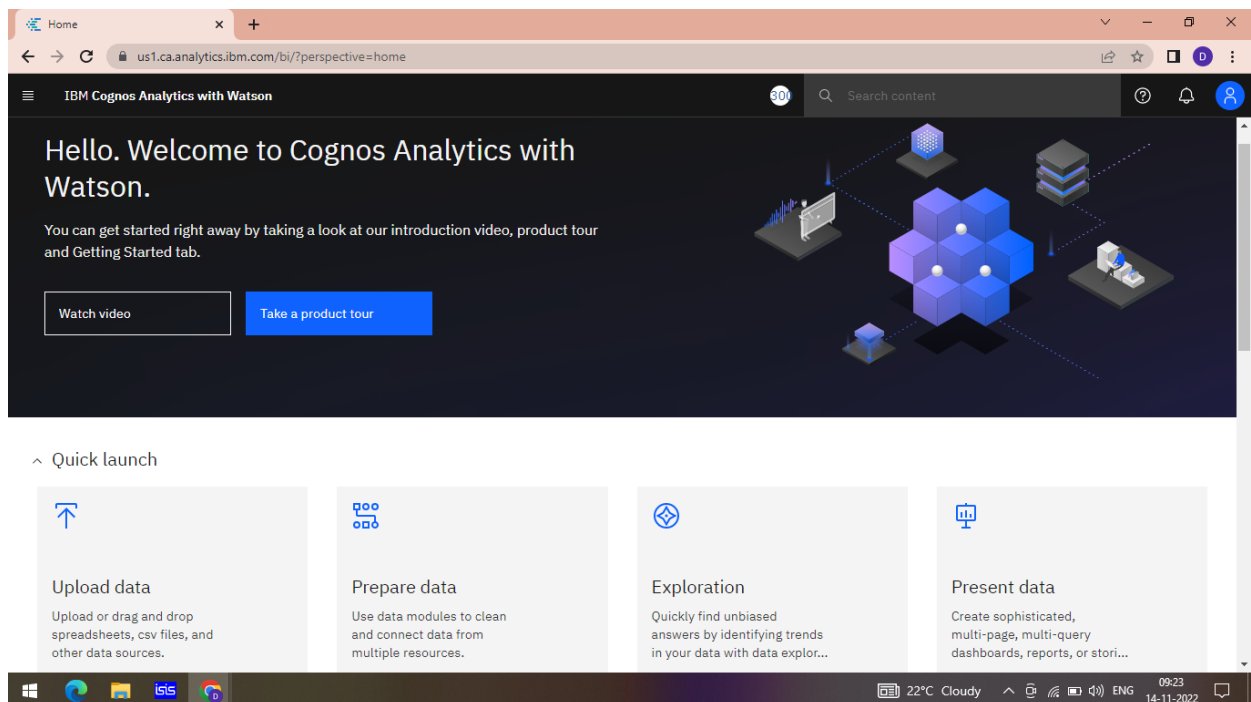 Home
us1.ca.analytics.ibm.com/bi/?perspective=home
D
IBM Cognos Analytics with Watson
300
Search content
Hello. Welcome to Cognos Analytics with
Watson.
You can get started right away by taking a look at our introduction video, product tour
and Getting Started tab.
Watch video
Take a product tour
Quick launch
Upload data
Upload or drag and drop
spreadsheets, csv files, and
other data sources.
Prepare data
Use data modules to clean
and connect data from
multiple resources.
Exploration
Quickly find unbiased
answers by identifying trends
in your data with data explor...
Present data
Create sophisticated,
multi-page, multi-query
dashboards, reports, or stori...
isis
D
22°C Cloudy
ENG
09:23
14-11-2022